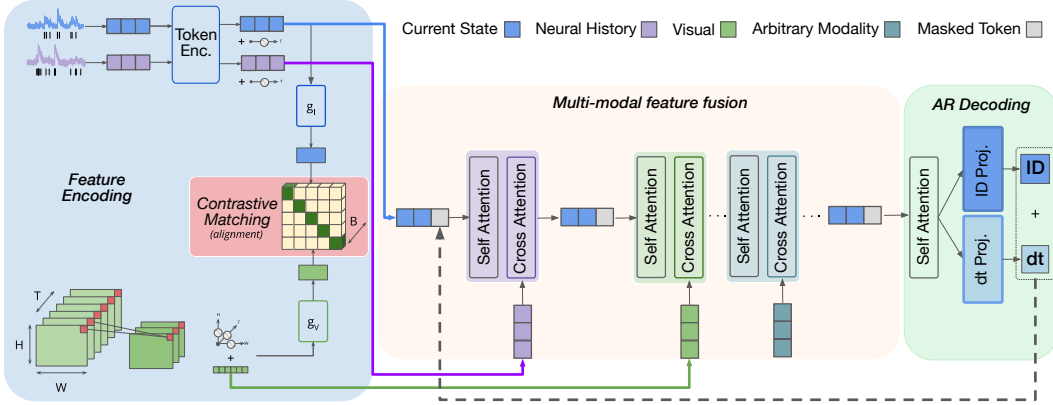 Current State
Neural History
Visual
Arbitrary Modality
Masked Token
Token
Enc.
+
T
+
T
g_I
Feature
Encoding
Contrastive
Matching
(alignment)
B
T
H
W
H
T
W
+
g_V
Multi-modal feature fusion
Self Attention
Cross Attention
Self Attention
Cross Attention
Self Attention
Cross Attention
AR Decoding
Self Attention
ID Proj.
dt Proj.
ID
+
dt